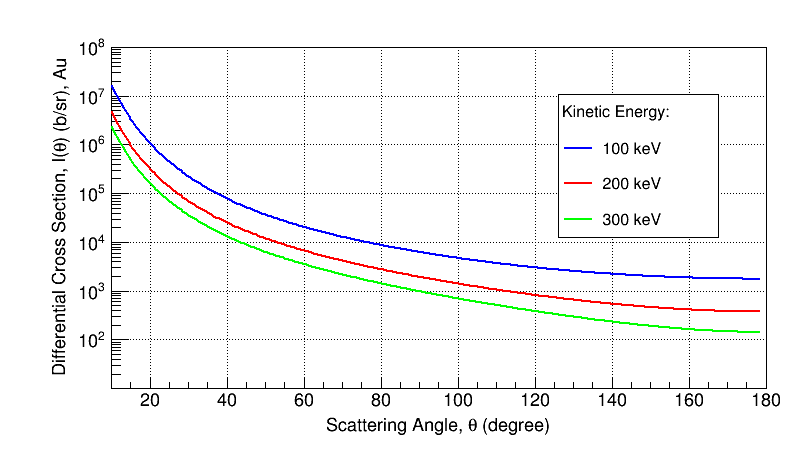 Differential Cross Section, I(θ) (b/sr), Au
10⁸
10⁷
10⁶
10⁵
10⁴
10³
10²
Kinetic Energy:
100 keV
200 keV
300 keV
20 40 60 80 100 120 140 160 180
Scattering Angle, θ (degree)